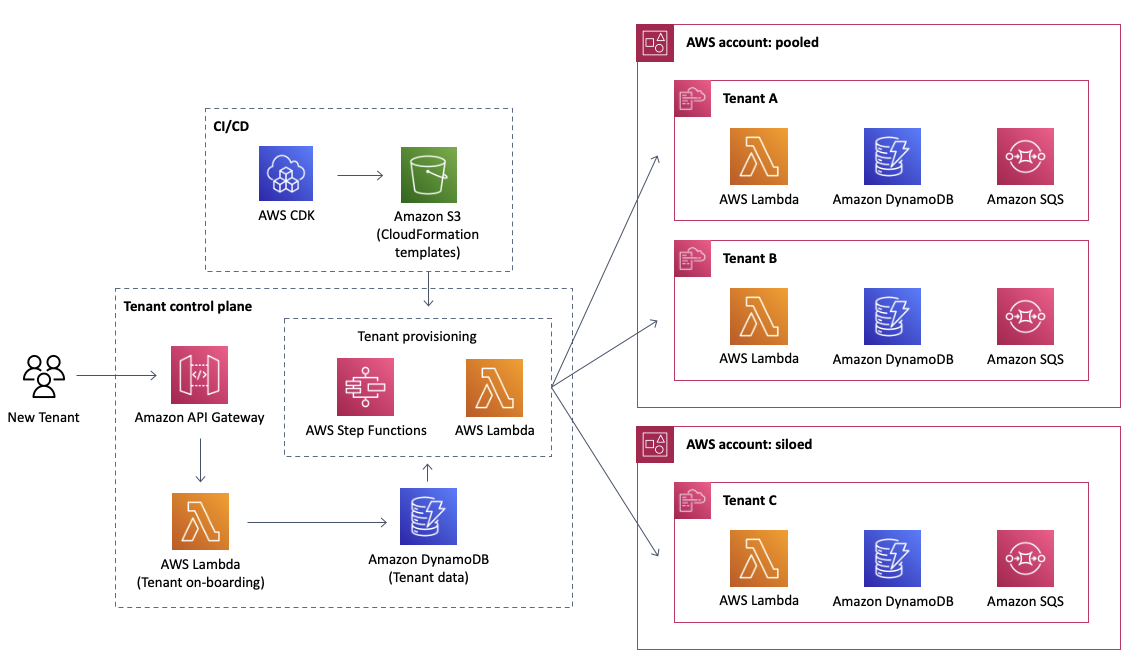 CI/CD
AWS CDK
Amazon S3
(CloudFormation
templates)
Tenant control plane
New Tenant
Amazon API Gateway
AWS Lambda
(Tenant on-boarding)
Amazon DynamoDB
(Tenant data)
Tenant provisioning
AWS Step Functions
AWS Lambda
AWS account: pooled
Tenant A
AWS Lambda
Amazon DynamoDB
Amazon SQS
Tenant B
AWS Lambda
Amazon DynamoDB
Amazon SQS
AWS account: siloed
Tenant C
AWS Lambda
Amazon DynamoDB
Amazon SQS